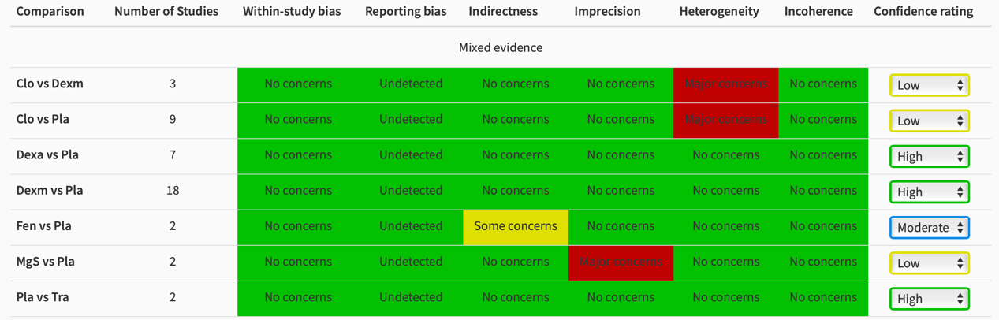 Comparison Number of Studies Within-study bias Reporting bias Indirectness Imprecision Heterogeneity Incoherence Confidence rating
Mixed evidence
Clo vs Dexm 3 No concerns Undetected No concerns No concerns Major concerns No concerns Low
Clo vs Pla 9 No concerns Undetected No concerns No concerns Major concerns No concerns Low
Dexa vs Pla 7 No concerns Undetected No concerns No concerns No concerns No concerns High
Dexm vs Pla 18 No concerns Undetected No concerns No concerns No concerns No concerns High
Fen vs Pla 2 No concerns Undetected Some concerns No concerns No concerns No concerns Moderate
MgS vs Pla 2 No concerns Undetected No concerns Major concerns No concerns No concerns Low
Pla vs Tra 2 No concerns Undetected No concerns No concerns No concerns No concerns High